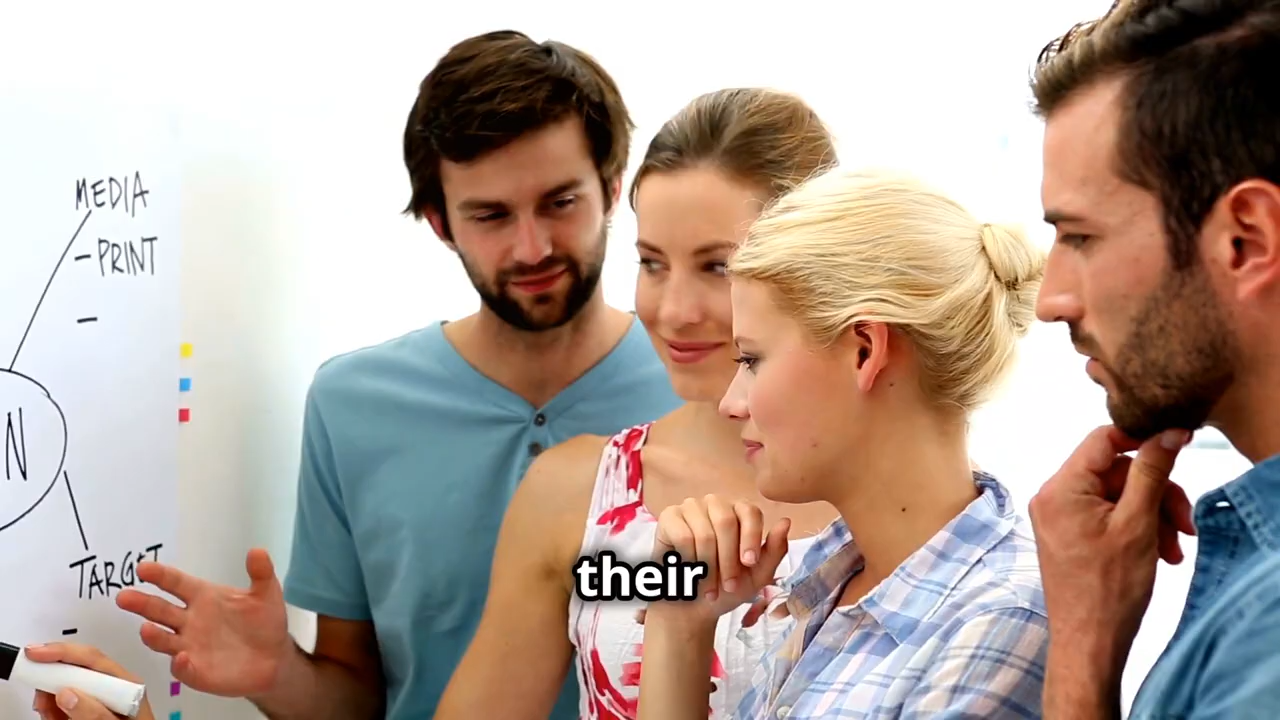 MEDIA
-PRINT
-
N
TARGET
-
their